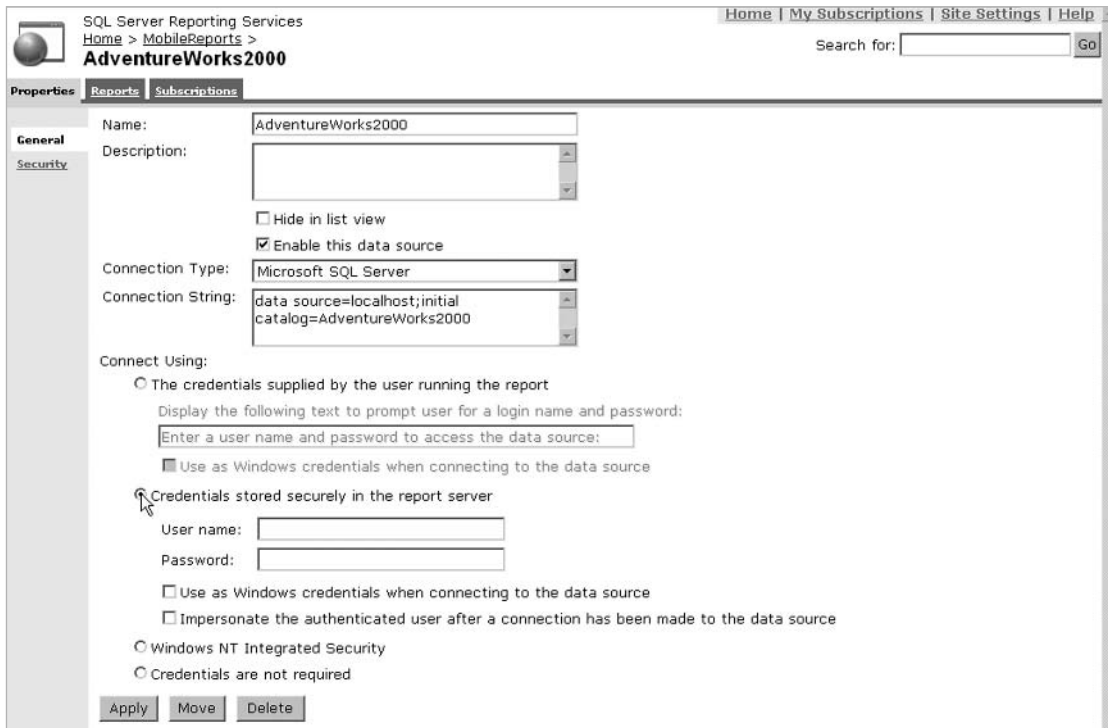 SQL Server Reporting Services
Home | My Subscriptions | Site Settings | Help
Home > MobileReports >
AdventureWorks2000
Search for:
Go
Properties
Reports
Subscriptions
General
Security
Name:
AdventureWorks2000
Description:
Hide in list view
Enable this data source
Connection Type:
Microsoft SQL Server
Connection String:
data source=localhost;initial
catalog=AdventureWorks2000
Connect Using:
The credentials supplied by the user running the report
Display the following text to prompt user for a login name and password:
Enter a user name and password to access the data source:
Use as Windows credentials when connecting to the data source
Credentials stored securely in the report server
User name:
Password:
Use as Windows credentials when connecting to the data source
Impersonate the authenticated user after a connection has been made to the data source
Windows NT Integrated Security
Credentials are not required
Apply
Move
Delete